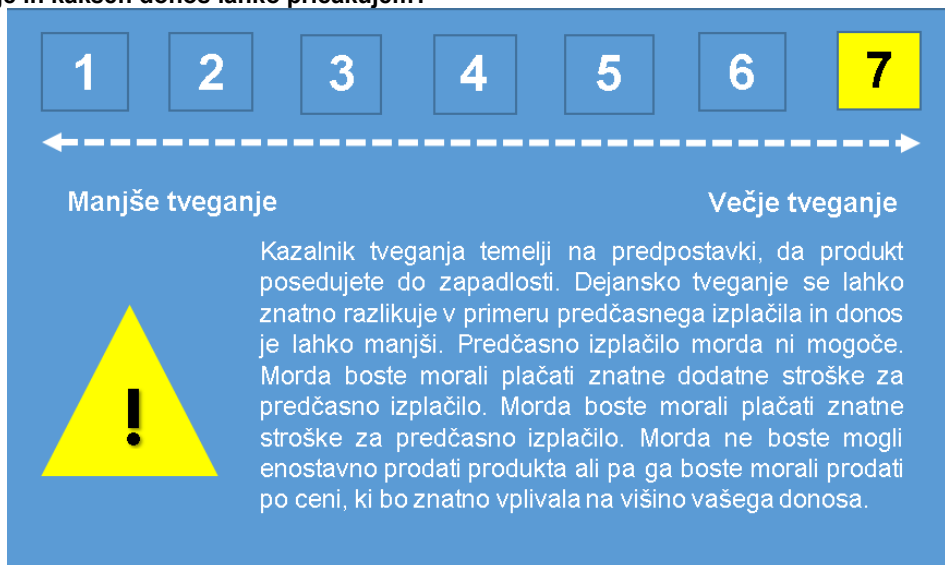 je in kakšen donos lahko pričakujem?
1 2 3 4 5 6 7
Manjše tveganje Večje tveganje
Kazalnik tveganja temelji na predpostavki, da produkt
posedujete do zapadlosti. Dejansko tveganje se lahko
znatno razlikuje v primeru predčasnega izplačila in donos
je lahko manjši. Predčasno izplačilo morda ni mogoče.
Morda boste morali plačati znatne dodatne stroške za
predčasno izplačilo. Morda boste morali plačati znatne
stroške za predčasno izplačilo. Morda ne boste mogli
enostavno prodati produkta ali pa ga boste morali prodati
po ceni, ki bo znatno vplivala na višino vašega donosa.
!